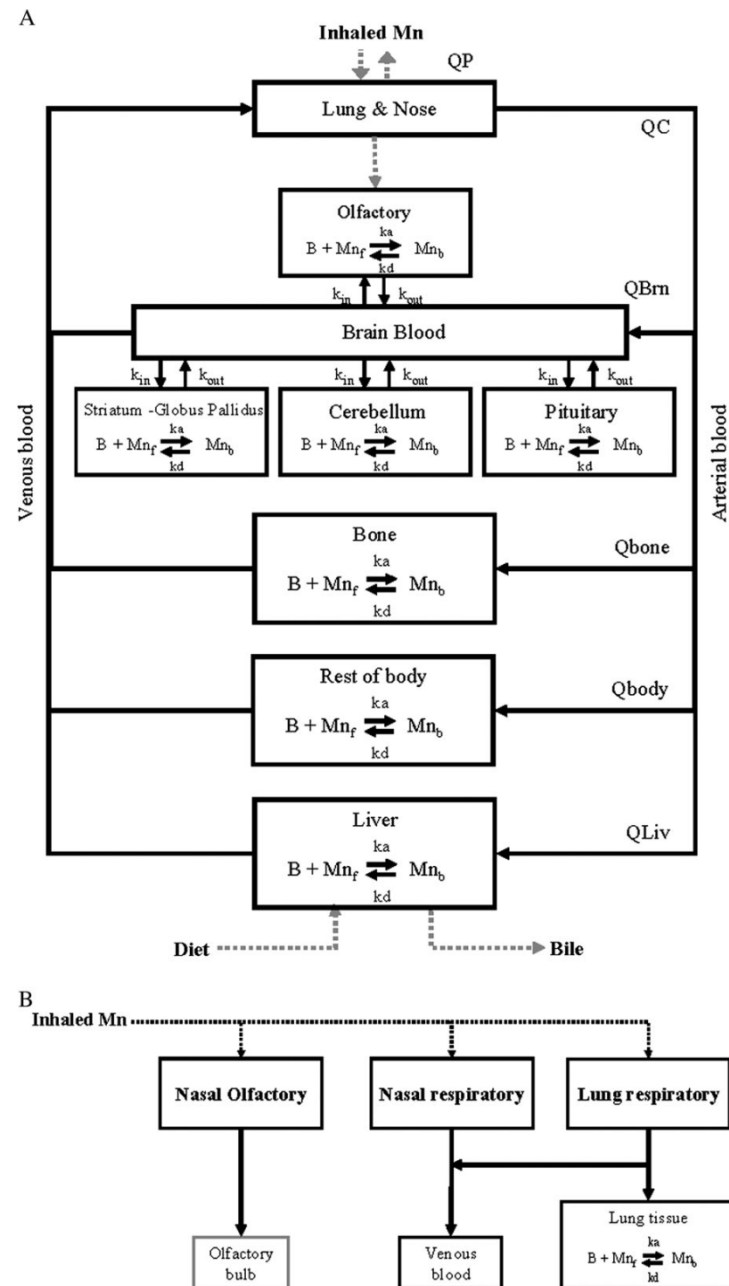 A
Inhaled Mn
QP
Lung & Nose
QC
Olfactory
ka
B + Mnf Mnb
kd
kin kout
QBrn
Brain Blood
kin kout kin kout kin kout
Striatum -Globus Pallidus
ka
B + Mnf Mnb
kd
Cerebellum
ka
B + Mnf Mnb
kd
Pituitary
ka
B + Mnf Mnb
kd
Venous blood
Arterial blood
Bone
ka
B + Mnf Mnb
kd
Qbone
Rest of body
ka
B + Mnf Mnb
kd
Qbody
Liver
ka
B + Mnf Mnb
kd
QLiv
Diet
Bile
B
Inhaled Mn
Nasal Olfactory
Nasal respiratory
Lung respiratory
Olfactory
bulb
Venous
blood
Lung tissue
ka
B + Mnf Mnb
kd